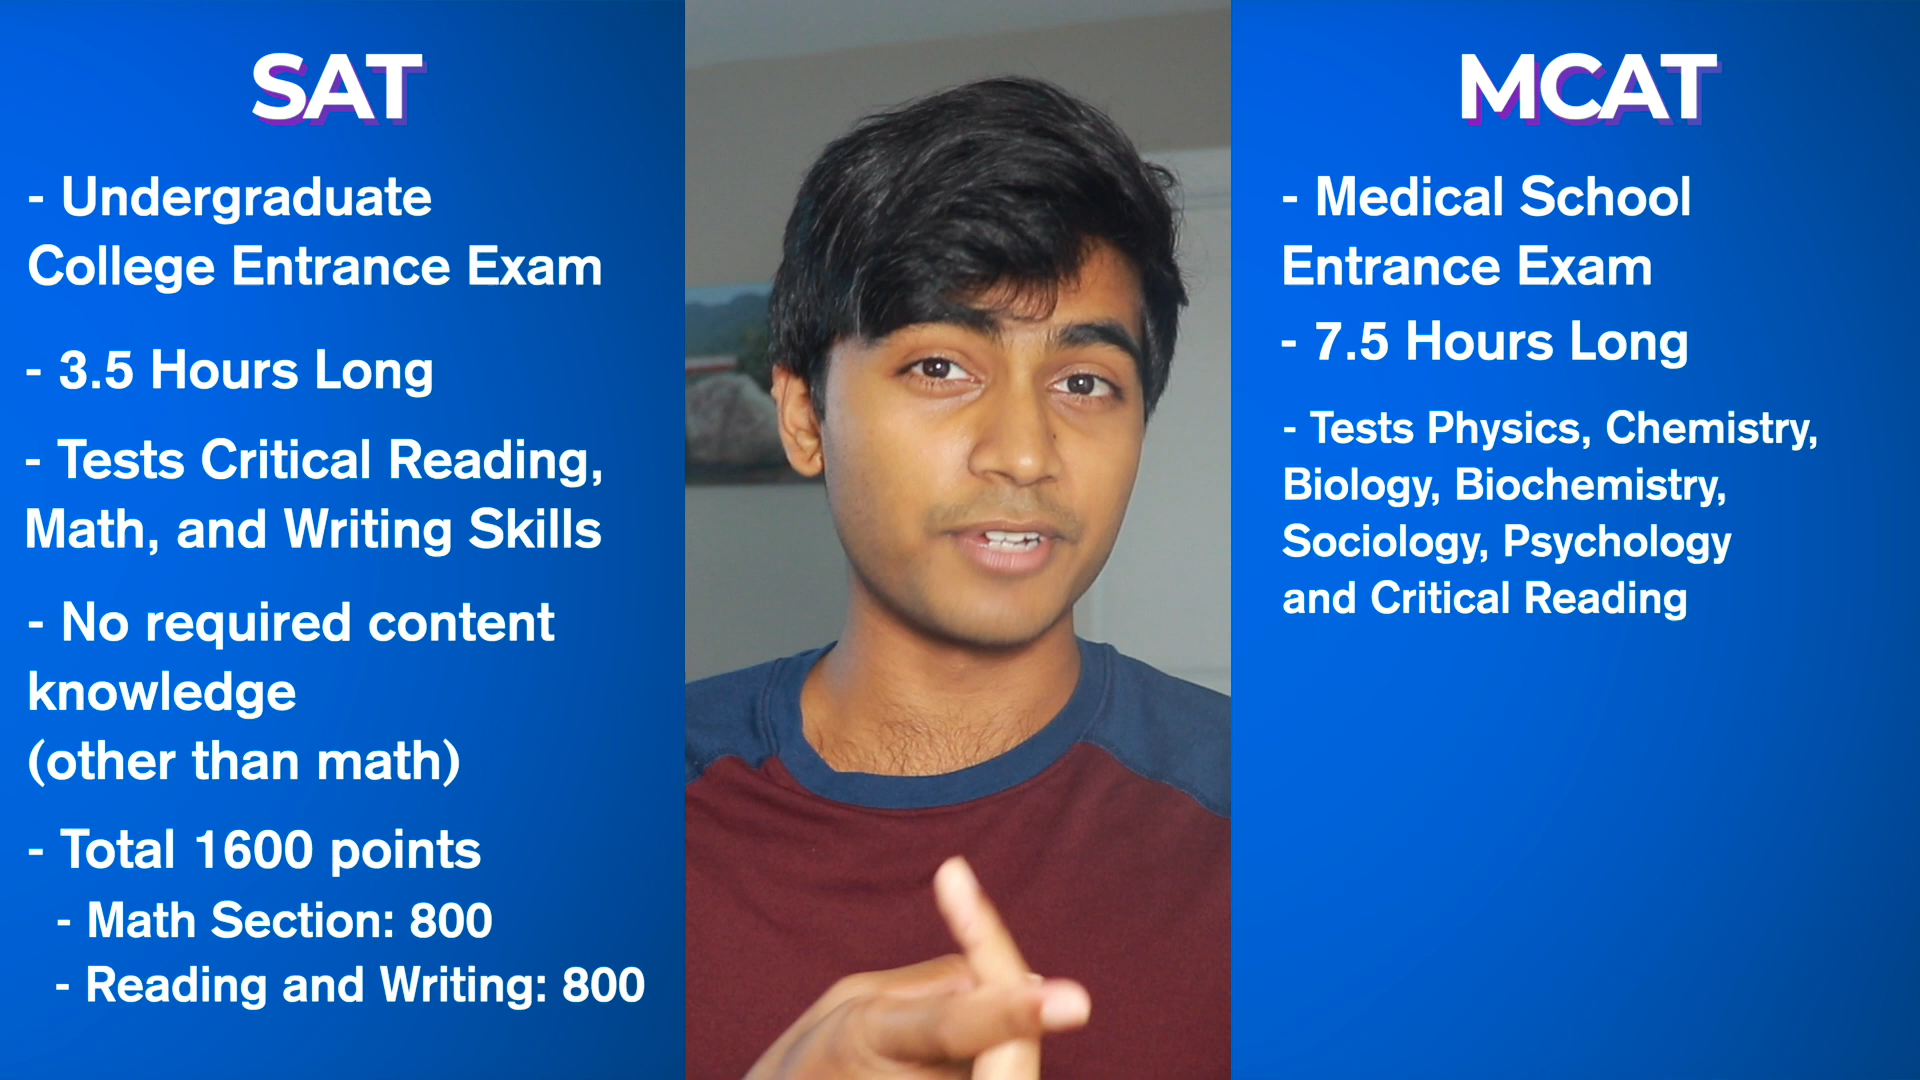 SAT
- Undergraduate
College Entrance Exam
- 3.5 Hours Long
- Tests Critical Reading,
Math, and Writing Skills
- No required content
knowledge
(other than math)
- Total 1600 points
- Math Section: 800
- Reading and Writing: 800
MCAT
- Medical School
Entrance Exam
- 7.5 Hours Long
- Tests Physics, Chemistry,
Biology, Biochemistry,
Sociology, Psychology
and Critical Reading